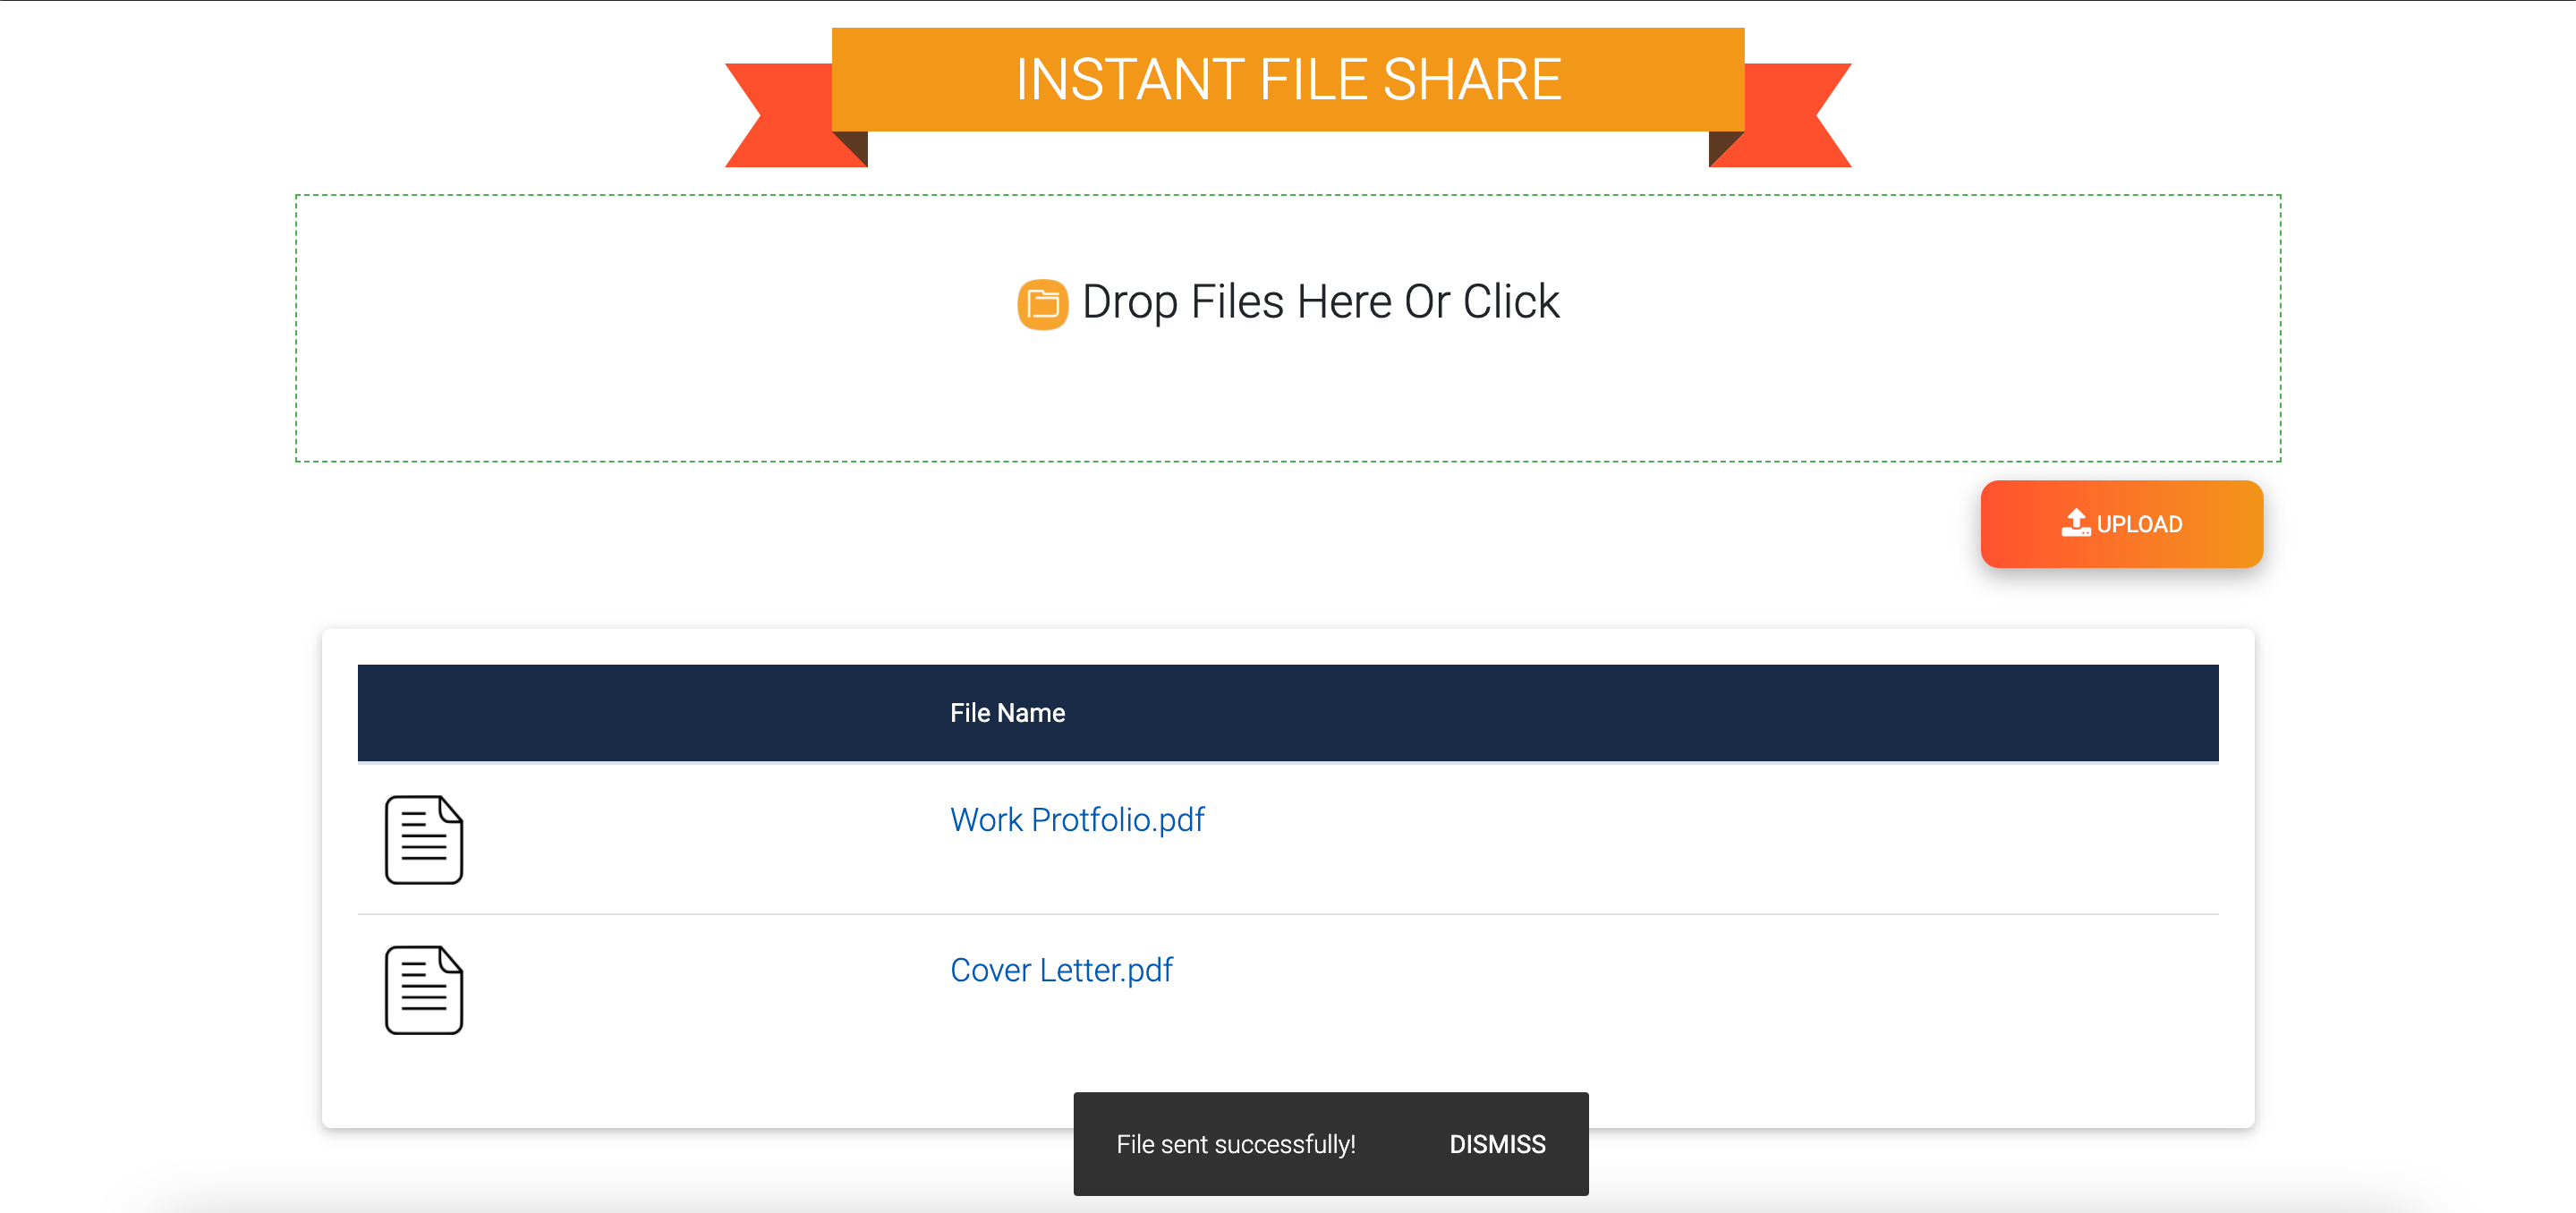 INSTANT FILE SHARE
Drop Files Here Or Click
UPLOAD
File Name
Work Protfolio.pdf
Cover Letter.pdf
File sent successfully! DISMISS